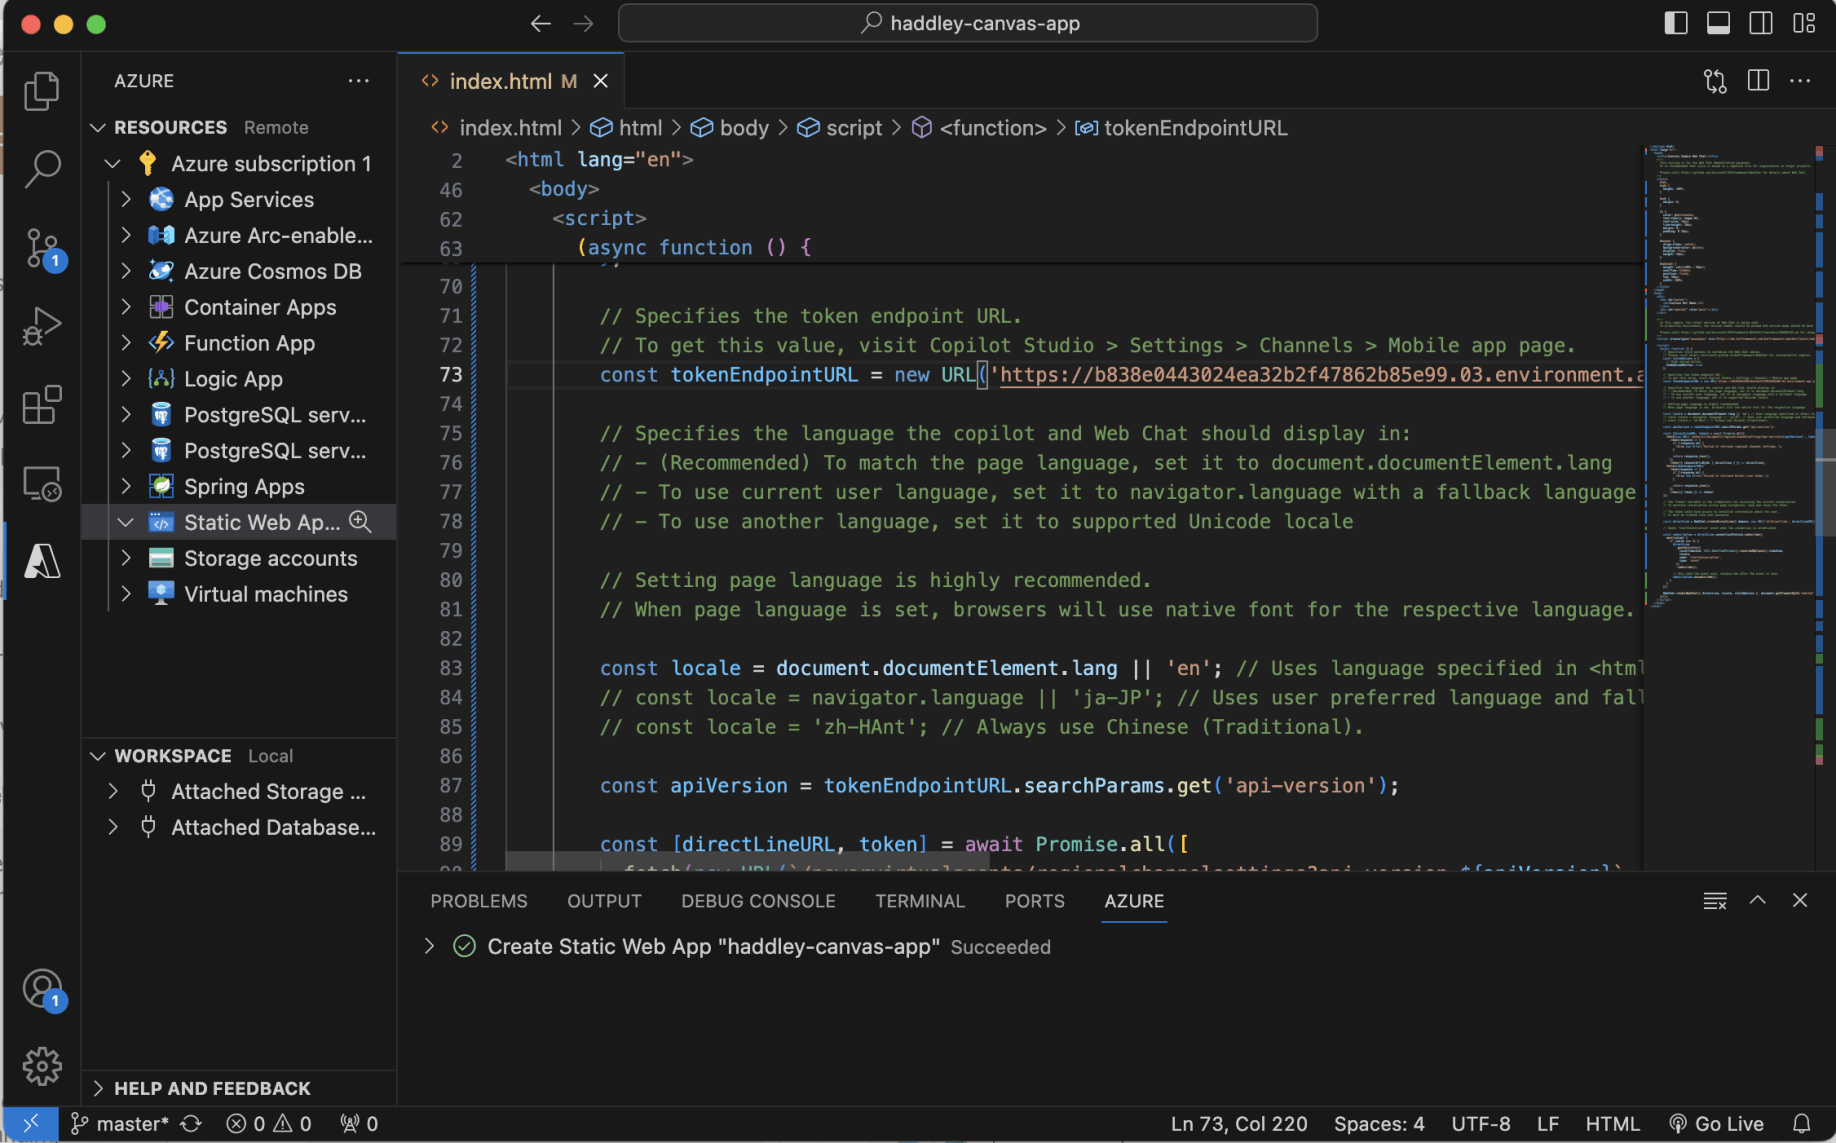 haddley-canvas-app
AZURE
index.html M
index.html > html > body > script > <function> > tokenEndpointURL
RESOURCES Remote
Azure subscription 1
App Services
Azure Arc-enable...
Azure Cosmos DB
Container Apps
Function App
Logic App
PostgreSQL serv...
PostgreSQL serv...
Spring Apps
Static Web Ap...
Storage accounts
Virtual machines
WORKSPACE Local
Attached Storage ...
Attached Database...
HELP AND FEEDBACK
2 <html lang="en">
46 <body>
62 <script>
63 (async function () {
70
71 // Specifies the token endpoint URL.
72 // To get this value, visit Copilot Studio > Settings > Channels > Mobile app page.
73 const tokenEndpointURL = new URL('https://b838e0443024ea32b2f47862b85e99.03.environment.a
74
75 // Specifies the language the copilot and Web Chat should display in:
76 // - (Recommended) To match the page language, set it to document.documentElement.lang
77 // - To use current user language, set it to navigator.language with a fallback language
78 // - To use another language, set it to supported Unicode locale
79
80 // Setting page language is highly recommended.
81 // When page language is set, browsers will use native font for the respective language.
82
83 const locale = document.documentElement.lang || 'en'; // Uses language specified in <html
84 // const locale = navigator.language || 'ja-JP'; // Uses user preferred language and fall
85 // const locale = 'zh-HAnt'; // Always use Chinese (Traditional).
86
87 const apiVersion = tokenEndpointURL.searchParams.get('api-version');
88
89 const [directLineURL, token] = await Promise.all([
PROBLEMS OUTPUT DEBUG CONSOLE TERMINAL PORTS AZURE
Create Static Web App "haddley-canvas-app" Succeeded
1
1
master* 0 0 0 Ln 73, Col 220 Spaces: 4 UTF-8 LF HTML Go Live